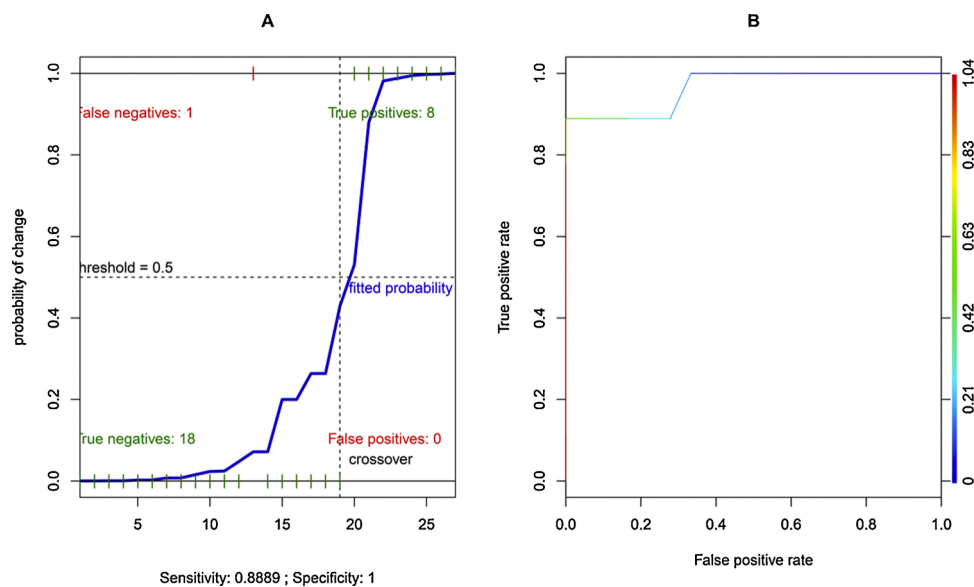 A
B
probability of change
1.0
0.8
0.6
0.4
0.2
0.0
False negatives: 1
True positives: 8
hreshold = 0.5
fitted probability
True negatives: 18
False positives: 0
crossover
5
10
15
20
25
Sensitivity: 0.8889 ; Specificity: 1
True positive rate
1.0
0.8
0.6
0.4
0.2
0.0
0.0
0.2
0.4
0.6
0.8
1.0
False positive rate
1.04
0.83
0.63
0.42
0.21
0